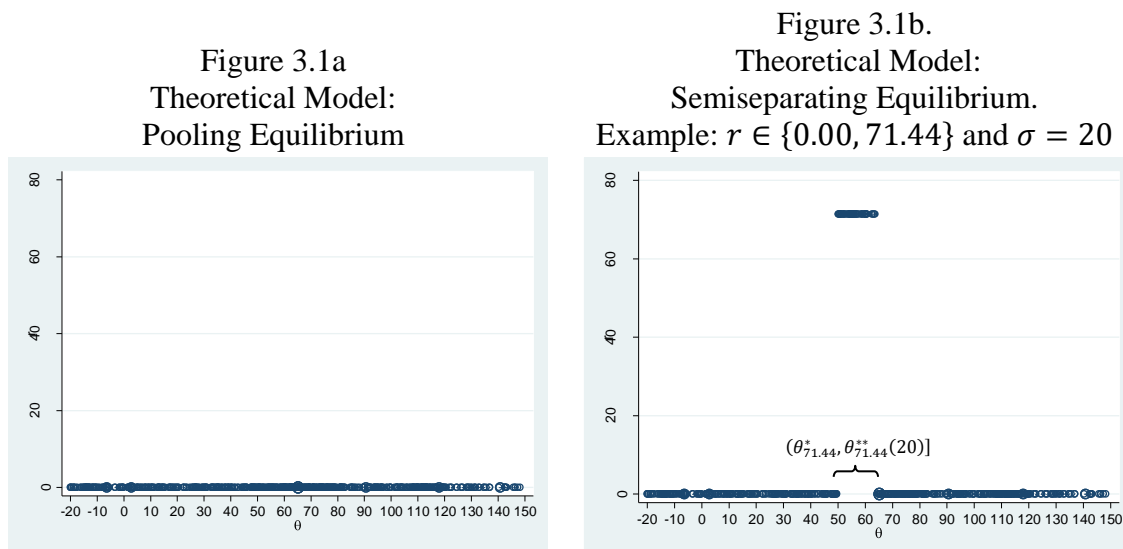 Figure 3.1a
Theoretical Model:
Pooling Equilibrium
80
60
40
20
0
-20 -10 0 10 20 30 40 50 60 70 80 90 100 110 120 130 140 150
θ
Figure 3.1b.
Theoretical Model:
Semiseparating Equilibrium.
Example: 𝑟 ∈ {0.00, 71.44} and 𝜎 = 20
80
60
40
20
0
(𝜃*71.44, 𝜃**71.44(20)]
-20 -10 0 10 20 30 40 50 60 70 80 90 100 110 120 130 140 150
θ